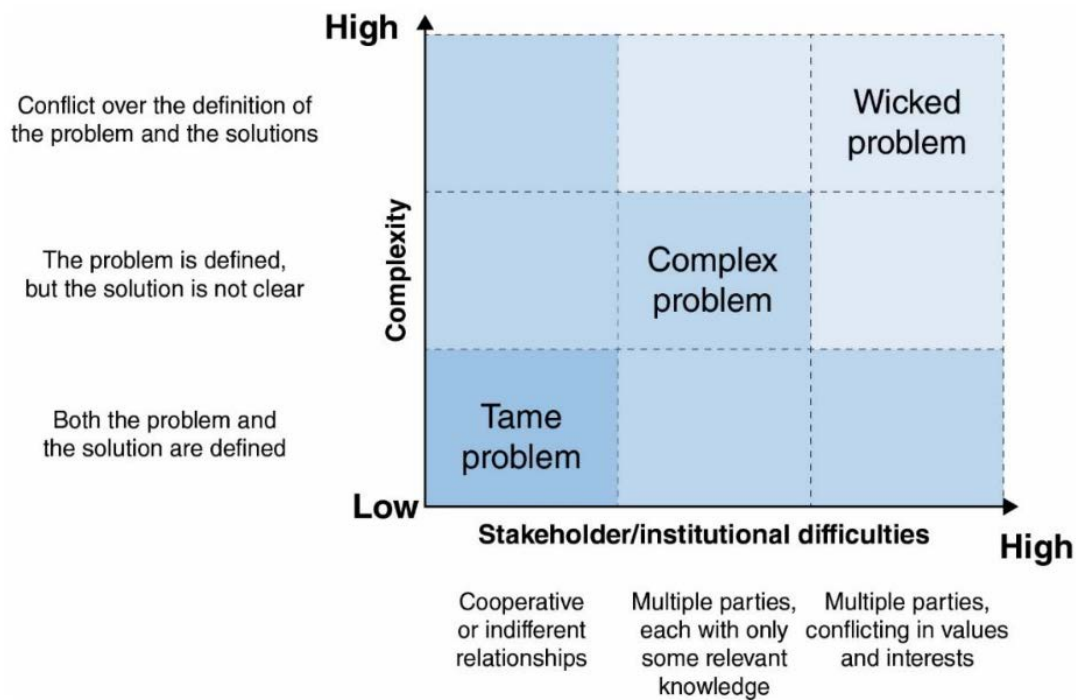 High
Conflict over the definition of
the problem and the solutions
Wicked
problem
Complexity
The problem is defined,
but the solution is not clear
Complex
problem
Both the problem and
the solution are defined
Tame
problem
Low
Stakeholder/institutional difficulties
High
Cooperative
or indifferent
relationships
Multiple parties,
each with only
some relevant
knowledge
Multiple parties,
conflicting in values
and interests